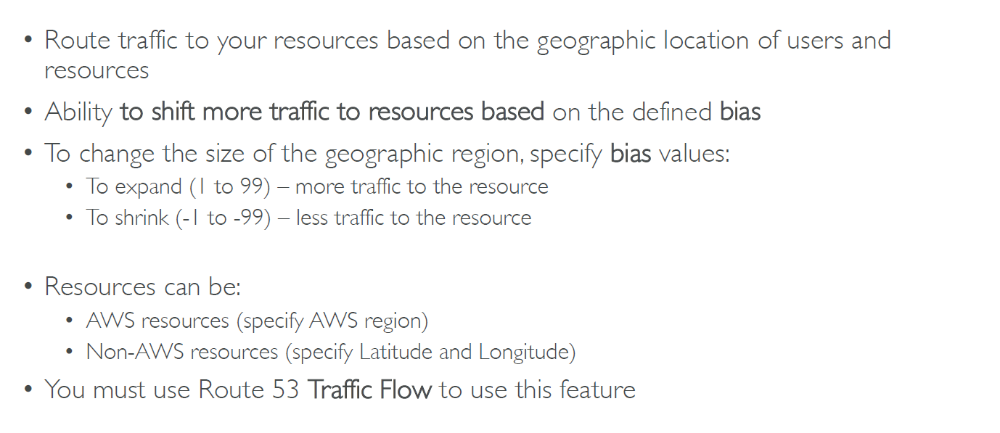 • Route traffic to your resources based on the geographic location of users and
resources
• Ability to shift more traffic to resources based on the defined bias
• To change the size of the geographic region, specify bias values:
• To expand (1 to 99) – more traffic to the resource
• To shrink (-1 to -99) – less traffic to the resource
• Resources can be:
• AWS resources (specify AWS region)
• Non-AWS resources (specify Latitude and Longitude)
• You must use Route 53 Traffic Flow to use this feature